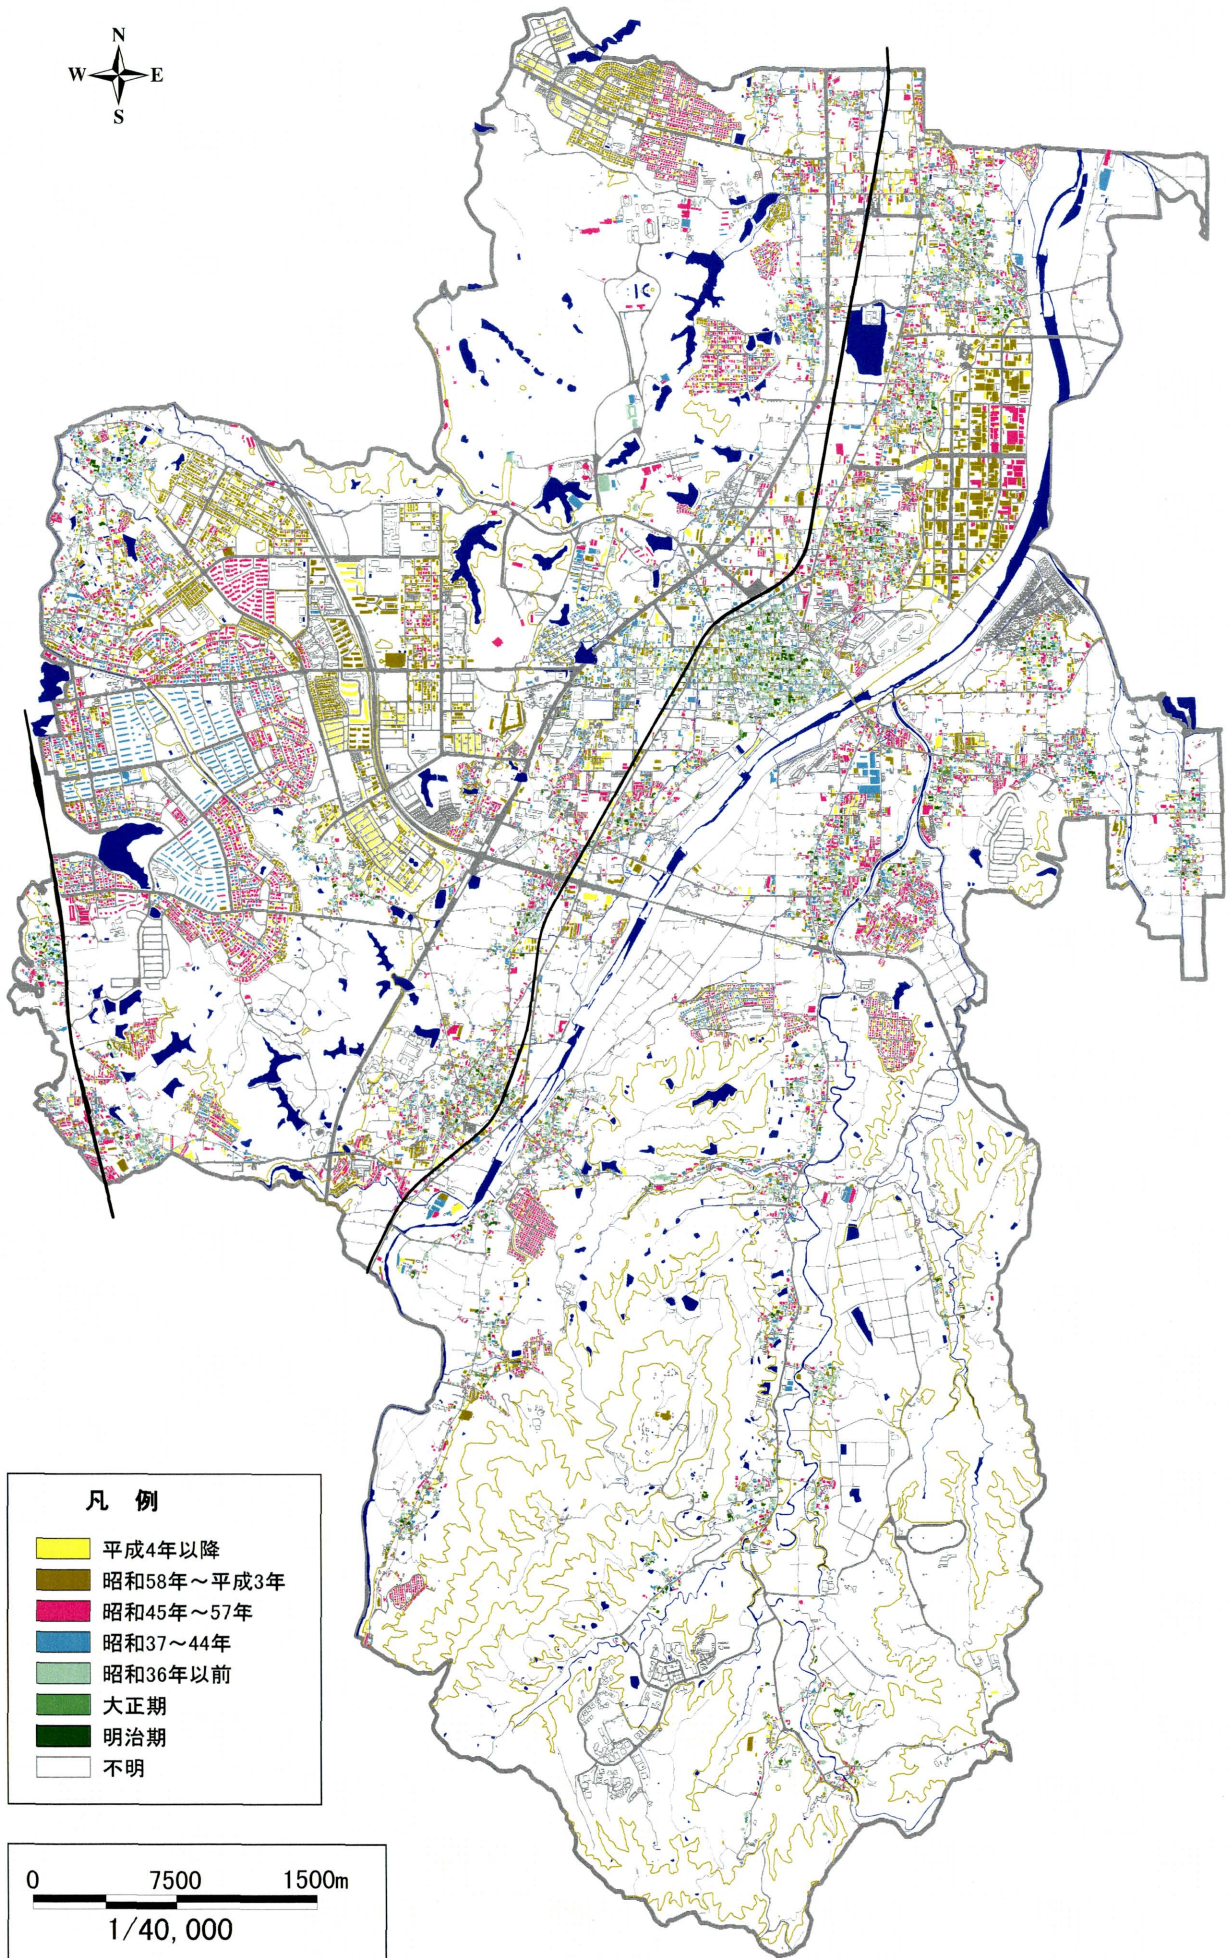 N
W E
S
凡 例
平成4年以降
昭和58年～平成3年
昭和45年～57年
昭和37～44年
昭和36年以前
大正期
明治期
不明
0 7500 1500m
1/40,000